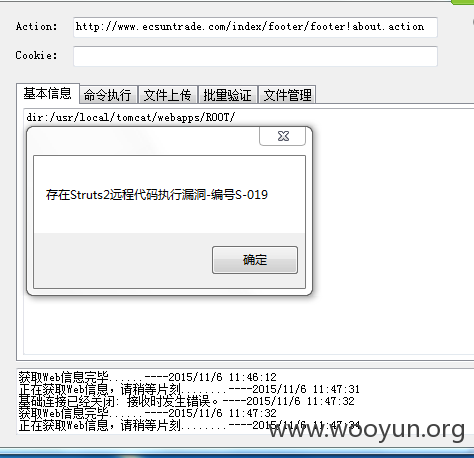 Action: http://www.ecsuntrade.com/index/footer/footer!about.action
Cookie:
基本信息 命令执行 文件上传 批量验证 文件管理
dir:/usr/local/tomcat/webapps/ROOT/
存在Struts2远程代码执行漏洞-编号S-019
确定
获取Web信息完毕......----2015/11/6 11:46:12
正在获取Web信息，请稍等片刻........----2015/11/6 11:47:31
基础连接已经关闭: 接收时发生错误。----2015/11/6 11:47:32
获取Web信息完毕......----2015/11/6 11:47:32
正在获取Web信息，请稍等片刻........----2015/11/6 11:47:34
www.wooyun.org